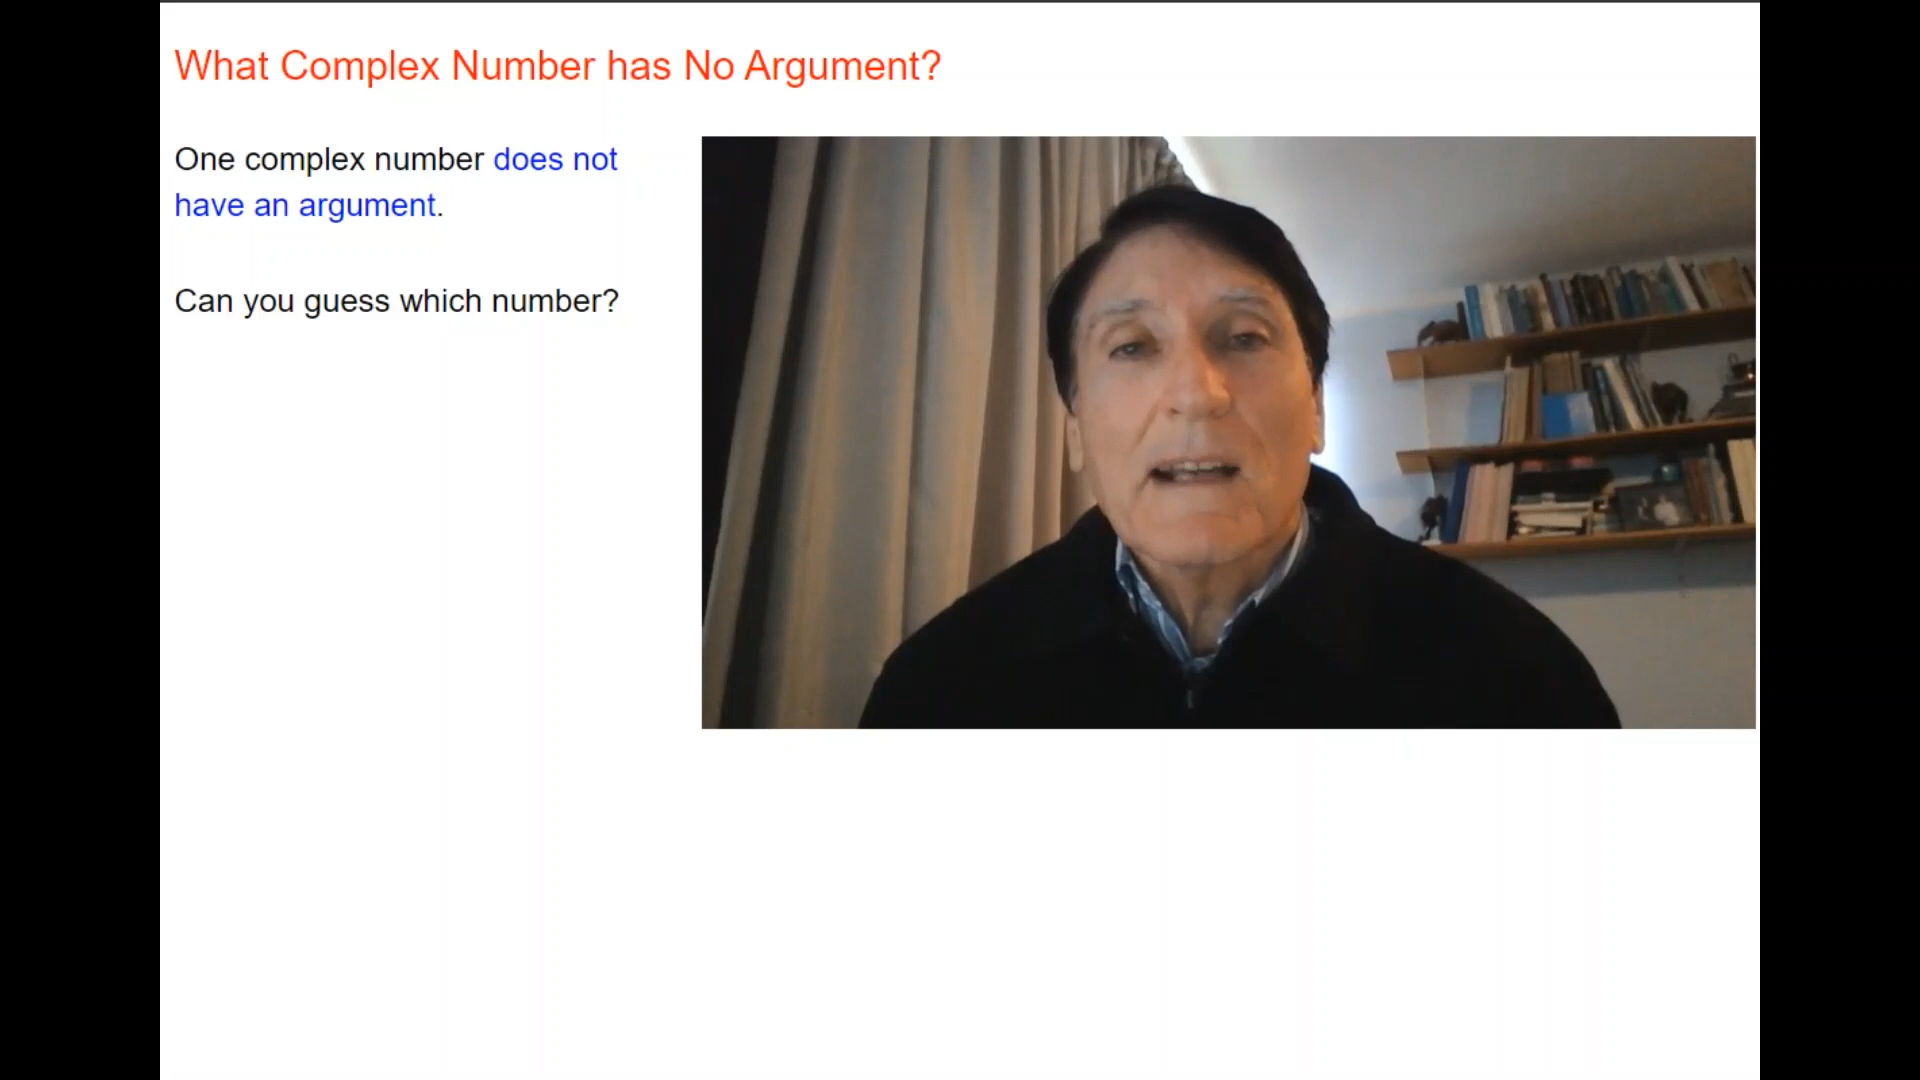 What Complex Number has No Argument?
One complex number does not
have an argument.
Can you guess which number?